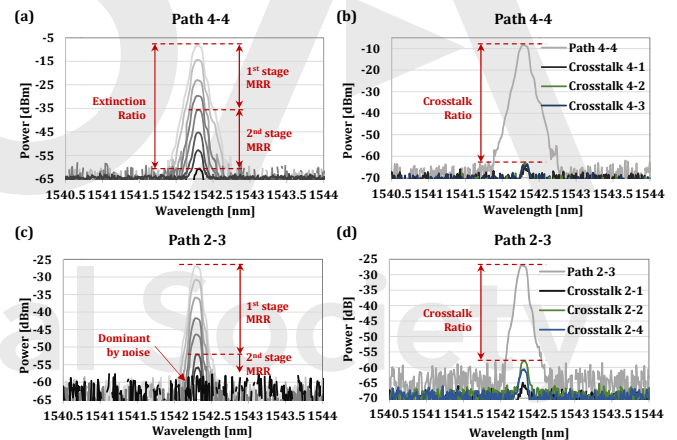 (a)
Path 4-4
-5
-15
-25
-35
-45
-55
-65
Power [dBm]
Extinction
Ratio
1st stage
MRR
2nd stage
MRR
1540.5 1541 1541.5 1542 1542.5 1543 1543.5 1544
Wavelength [nm]
(b)
Path 4-4
-10
-20
-30
-40
-50
-60
-70
Power [dBm]
Crosstalk
Ratio
Path 4-4
Crosstalk 4-1
Crosstalk 4-2
Crosstalk 4-3
1540.5 1541 1541.5 1542 1542.5 1543 1543.5 1544
Wavelength [nm]
(c)
Path 2-3
-25
-30
-35
-40
-45
-50
-55
-60
-65
Power [dBm]
1st stage
MRR
Dominant
by noise
2nd stage
MRR
1540.5 1541 1541.5 1542 1542.5 1543 1543.5 1544
Wavelength [nm]
(d)
Path 2-3
-25
-30
-35
-40
-45
-50
-55
-60
-65
-70
Power [dBj]
Crosstalk
Ratio
Path 2-3
Crosstalk 2-1
Crosstalk 2-2
Crosstalk 2-4
1540.5 1541 1541.5 1542 1542.5 1543 1543.5 1544
Wavelength [nm]
al Society